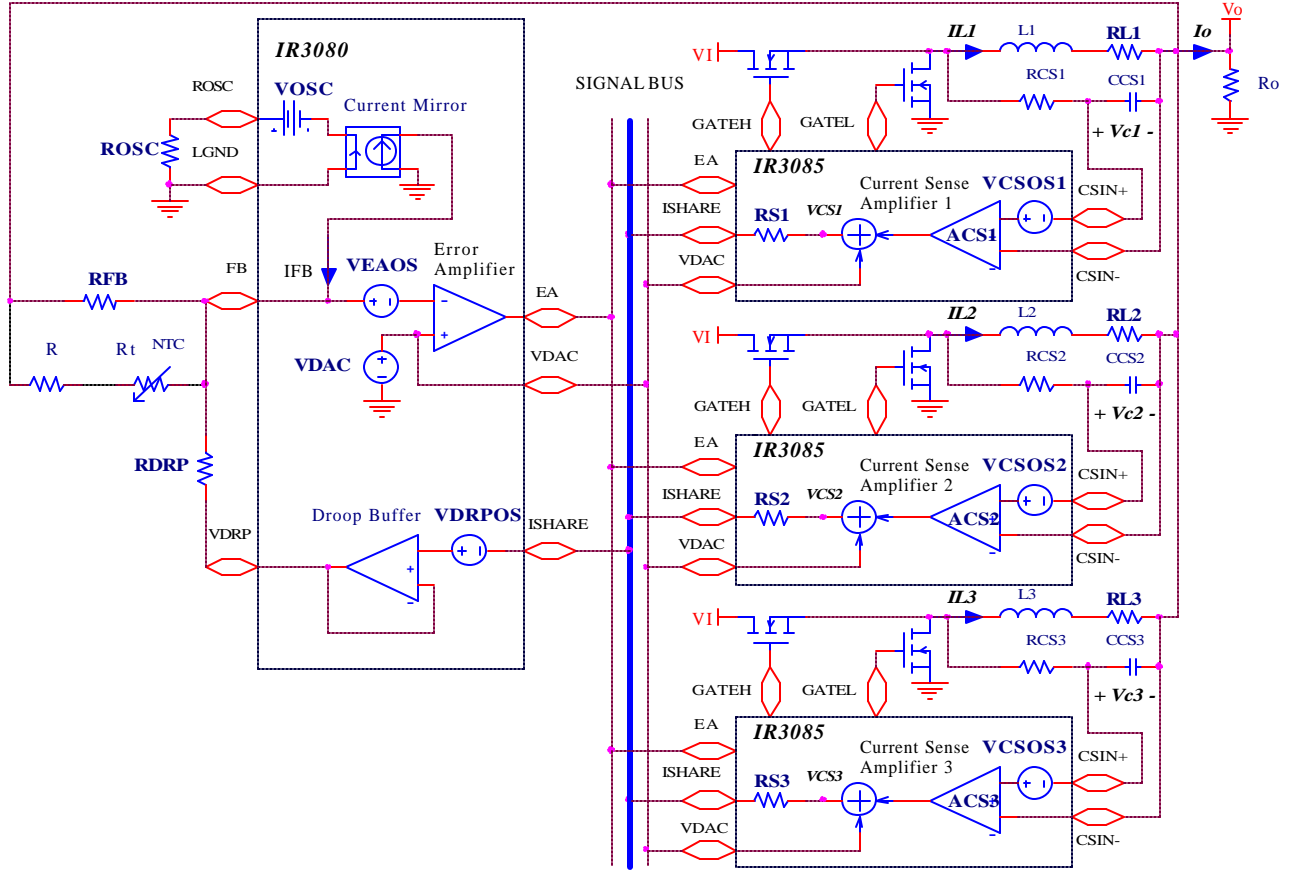 IR3080
ROSC
VOSC
Current Mirror
ROSC
LGND
IFB
FB
RFB
VEAOS
Error
Amplifier
EA
VDAC
VDAC
R
Rt
NTC
RDRP
VDRP
Droop Buffer
VDRPOS
ISHARE
SIGNAL BUS
VI
IL1
L1
RL1
Io
Vo
Ro
RCS1
CCS1
+ Vc1 -
GATEH
GATEL
IR3085
EA
ISHARE
VDAC
RS1
VCS1
Current Sense
Amplifier 1
ACS1
VCSOS1
CSIN+
CSIN-
VI
IL2
L2
RL2
RCS2
CCS2
+ Vc2 -
GATEH
GATEL
IR3085
EA
ISHARE
VDAC
RS2
VCS2
Current Sense
Amplifier 2
ACS2
VCSOS2
CSIN+
CSIN-
VI
IL3
L3
RL3
RCS3
CCS3
+ Vc3 -
GATEH
GATEL
IR3085
EA
ISHARE
VDAC
RS3
VCS3
Current Sense
Amplifier 3
ACS3
VCSOS3
CSIN+
CSIN-